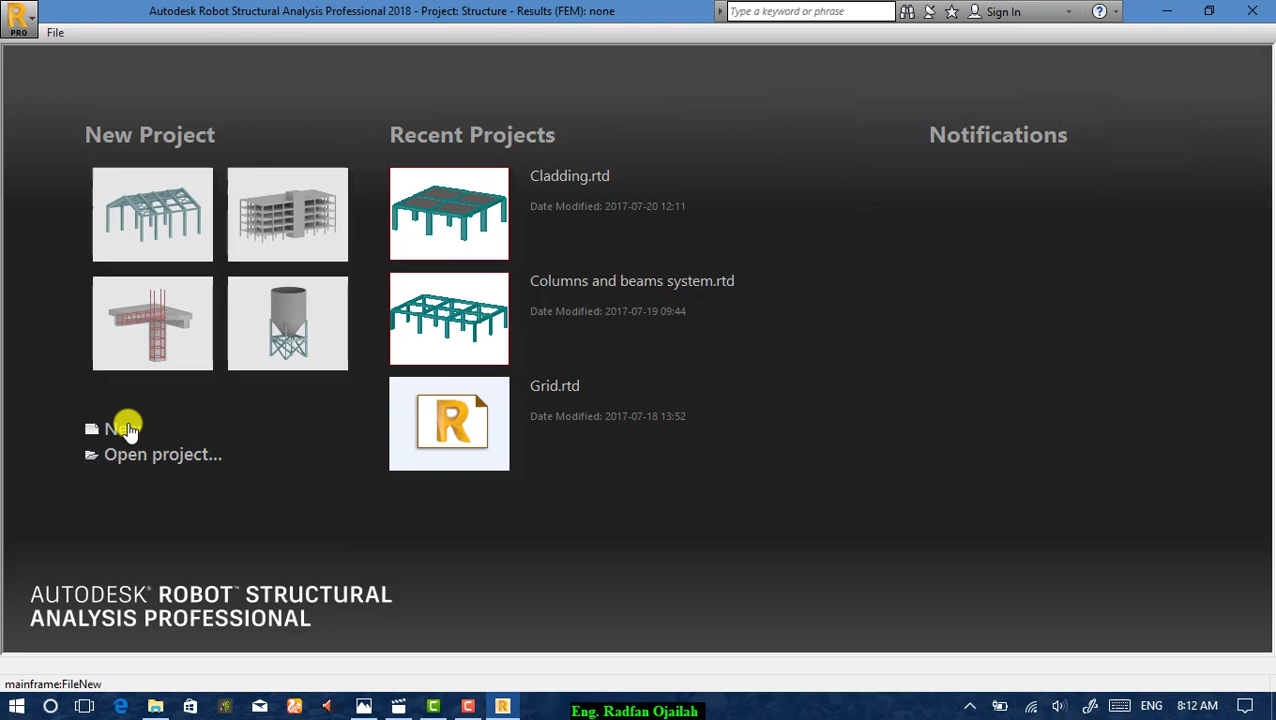 Autodesk Robot Structural Analysis Professional 2018 - Project: Structure - Results (FEM): none
Type a keyword or phrase
Sign In
PRO
File
New Project
Recent Projects
Notifications
Cladding.rtd
Date Modified: 2017-07-20 12:11
Columns and beams system.rtd
Date Modified: 2017-07-19 09:44
Grid.rtd
Date Modified: 2017-07-18 13:52
Open project...
AUTODESK® ROBOT™ STRUCTURAL
ANALYSIS PROFESSIONAL
mainframe:FileNew
Eng. Radfan Ojailah
ENG
8:12 AM